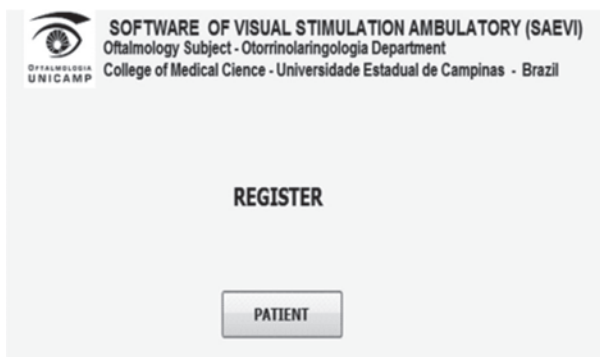 SOFTWARE OF VISUAL STIMULATION AMBULATORY (SAEVI)
Oftalmology Subject - Otorrinolaringologia Department
College of Medical Cience - Universidade Estadual de Campinas - Brazil
OFTALMOLOGIA
UNICAMP
REGISTER
PATIENT